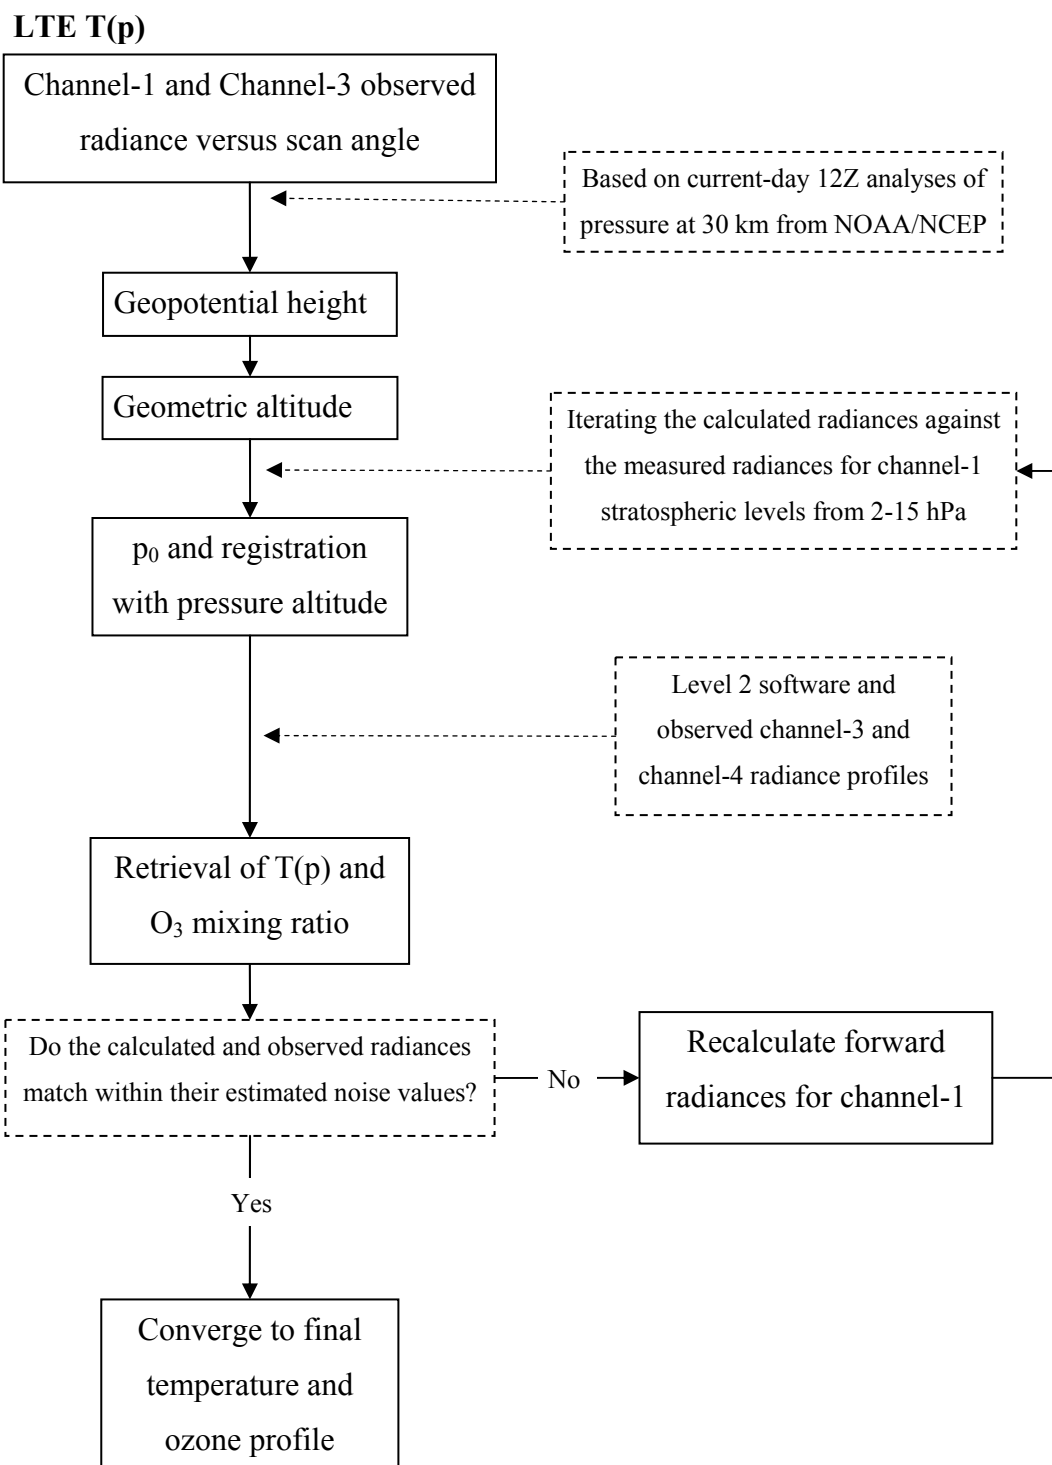 LTE T(p)
Channel-1 and Channel-3 observed
radiance versus scan angle
Based on current-day 12Z analyses of
pressure at 30 km from NOAA/NCEP
Geopotential height
Geometric altitude
Iterating the calculated radiances against
the measured radiances for channel-1
stratospheric levels from 2-15 hPa
p₀ and registration
with pressure altitude
Level 2 software and
observed channel-3 and
channel-4 radiance profiles
Retrieval of T(p) and
O₃ mixing ratio
Do the calculated and observed radiances
match within their estimated noise values?
No
Recalculate forward
radiances for channel-1
Yes
Converge to final
temperature and
ozone profile